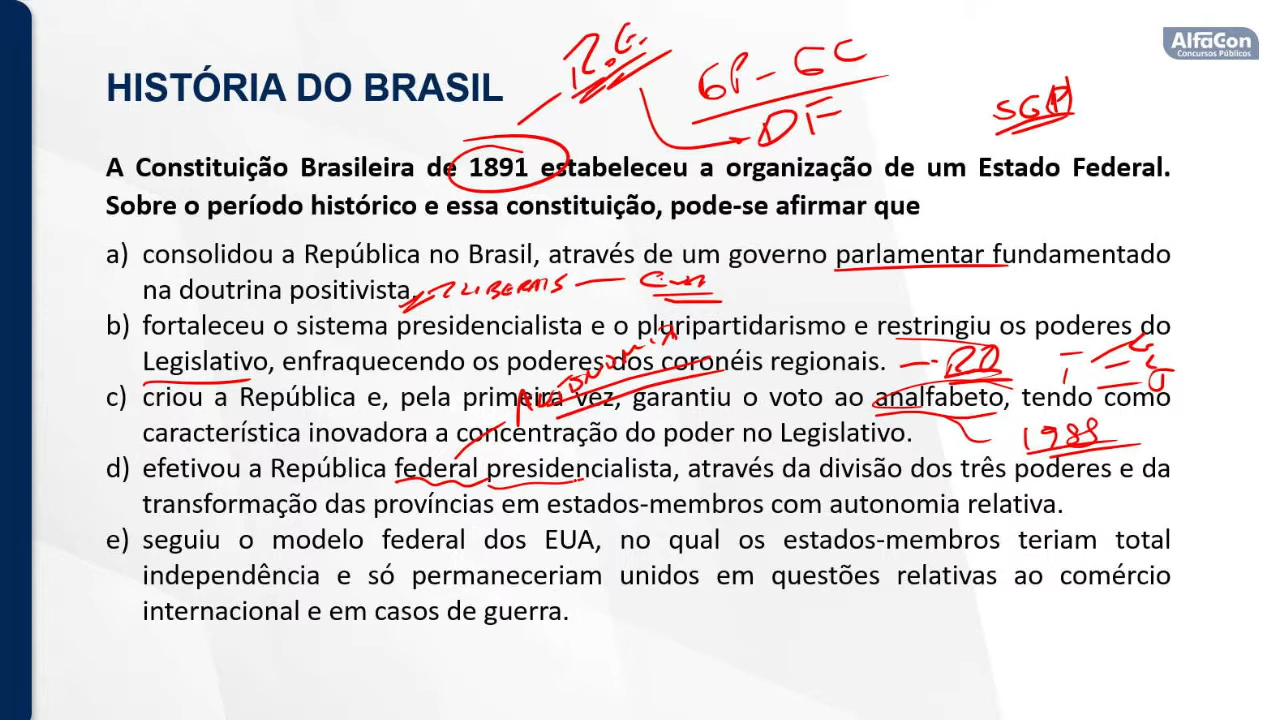 AlfaCon
Concursos Públicos
HISTÓRIA DO BRASIL
GP - GC
DF
A Constituição Brasileira de 1891 estabeleceu a organização de um Estado Federal.
Sobre o período histórico e essa constituição, pode-se afirmar que
a) consolidou a República no Brasil, através de um governo parlamentar fundamentado
na doutrina positivista.
LIBERAIS
b) fortaleceu o sistema presidencialista e o pluripartidarismo e restringiu os poderes do
Legislativo, enfraquecendo os poderes dos coronéis regionais.
AUTONOMIA
c) criou a República e, pela primeira vez, garantiu o voto ao analfabeto, tendo como
característica inovadora a concentração do poder no Legislativo.
1988
d) efetivou a República federal presidencialista, através da divisão dos três poderes e da
transformação das províncias em estados-membros com autonomia relativa.
e) seguiu o modelo federal dos EUA, no qual os estados-membros teriam total
independência e só permaneceriam unidos em questões relativas ao comércio
internacional e em casos de guerra.